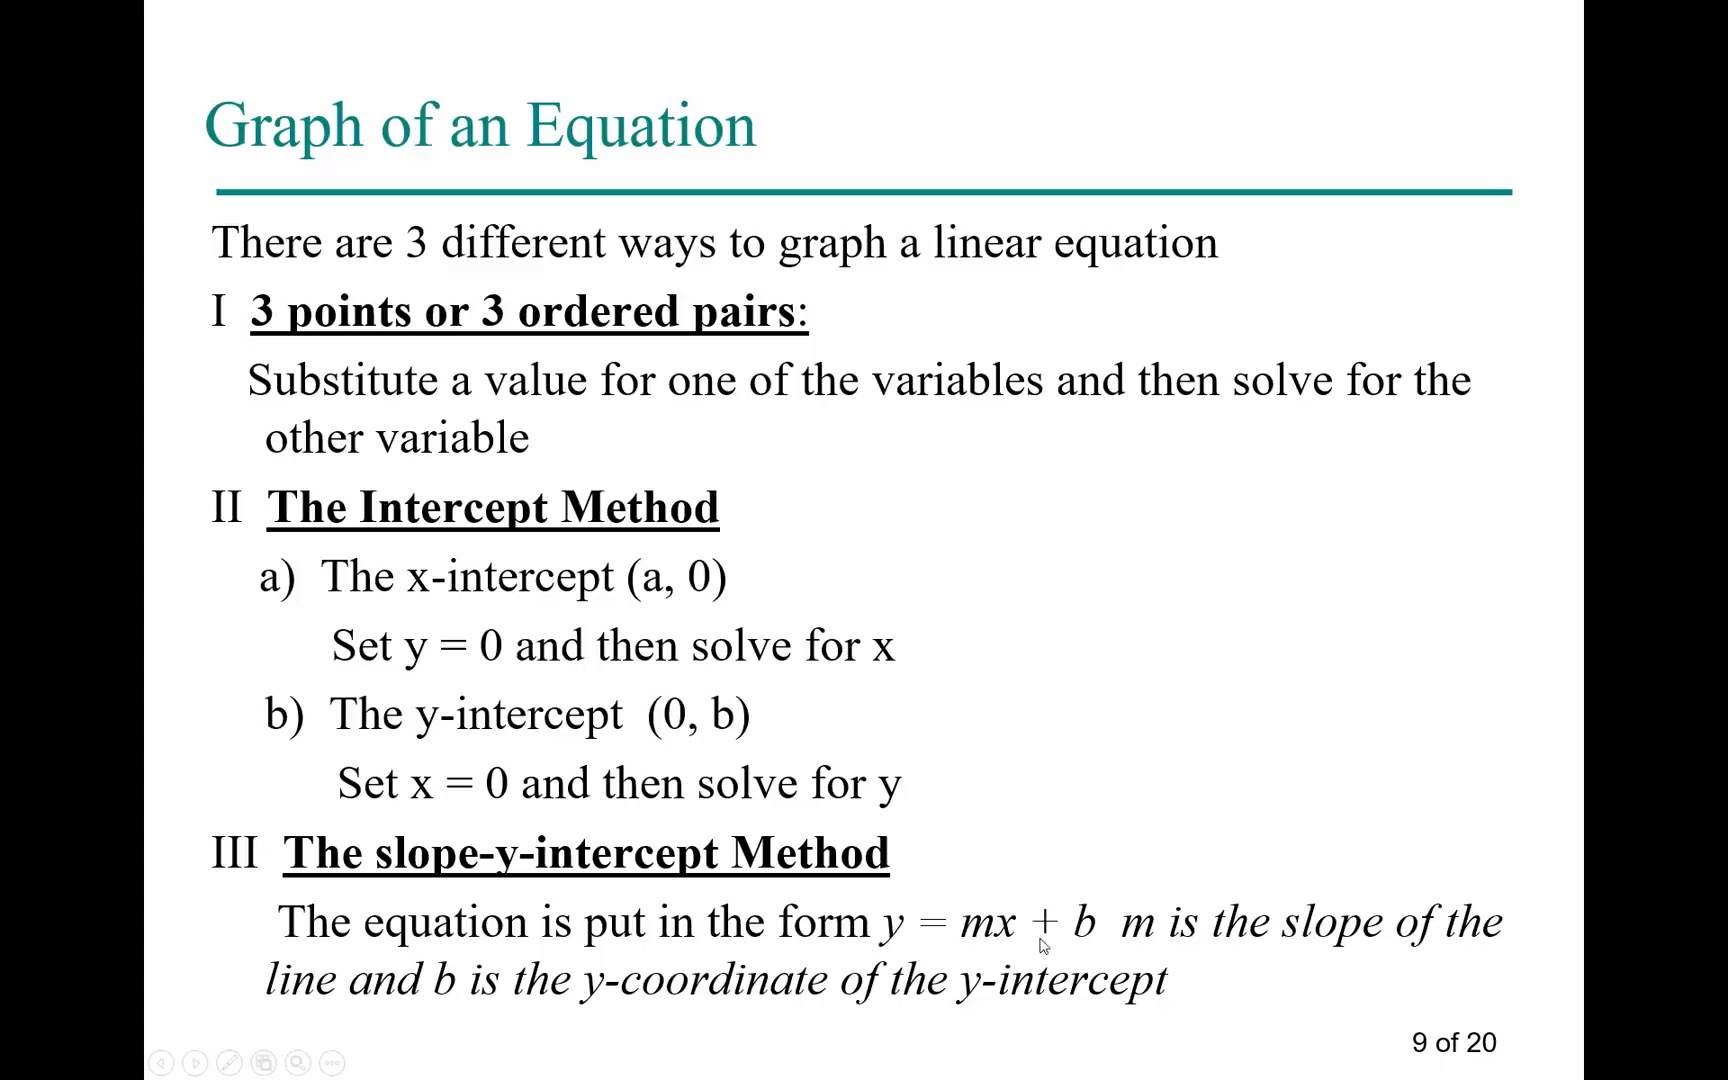 Graph of an Equation
There are 3 different ways to graph a linear equation
I 3 points or 3 ordered pairs:
Substitute a value for one of the variables and then solve for the
other variable
II The Intercept Method
a) The x-intercept (a, 0)
Set y = 0 and then solve for x
b) The y-intercept (0, b)
Set x = 0 and then solve for y
III The slope-y-intercept Method
The equation is put in the form y = mx + b m is the slope of the
line and b is the y-coordinate of the y-intercept
9 of 20